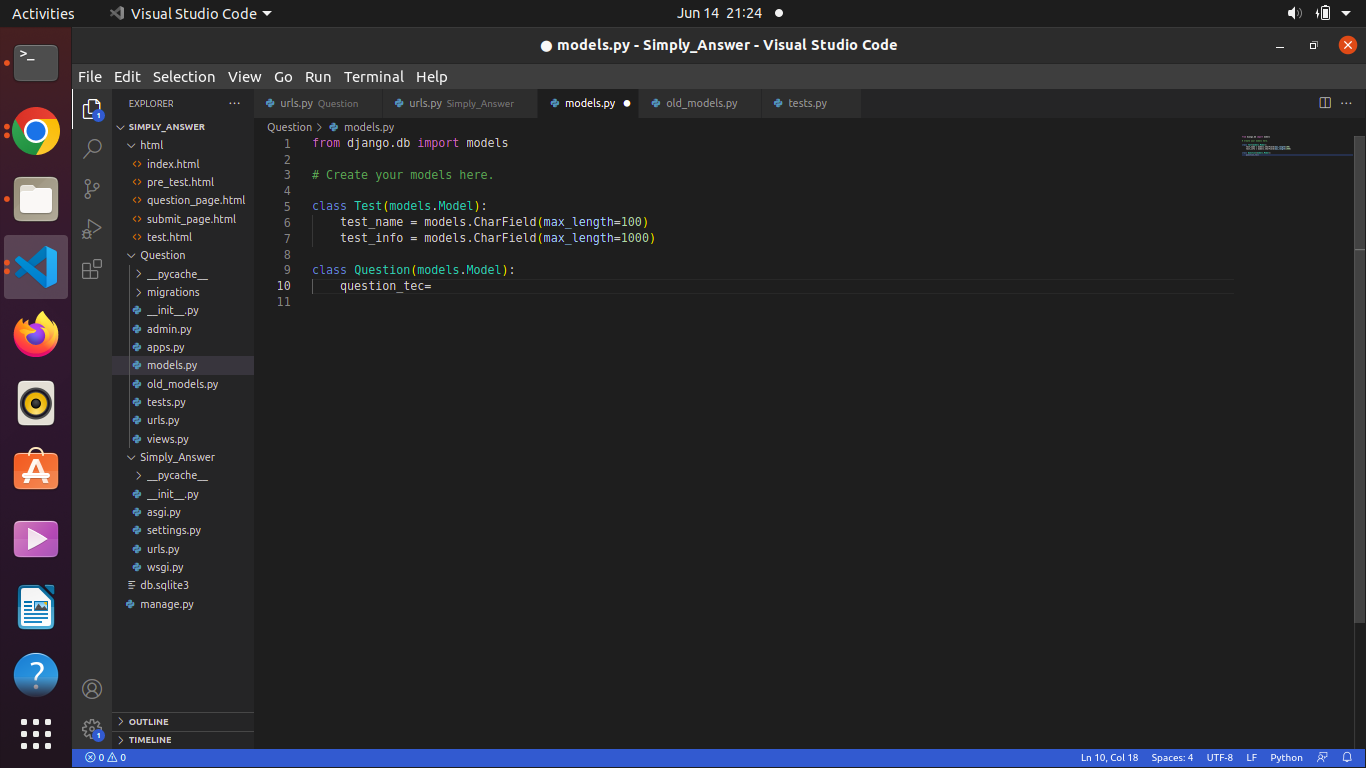 Activities Visual Studio Code Jun 14 21:24
models.py - Simply_Answer - Visual Studio Code
File Edit Selection View Go Run Terminal Help
EXPLORER
SIMPLY_ANSWER
html
index.html
pre_test.html
question_page.html
submit_page.html
test.html
Question
__pycache__
migrations
__init__.py
admin.py
apps.py
models.py
old_models.py
tests.py
urls.py
views.py
Simply_Answer
__pycache__
__init__.py
asgi.py
settings.py
urls.py
wsgi.py
db.sqlite3
manage.py
OUTLINE
TIMELINE
urls.py Question urls.py Simply_Answer models.py old_models.py tests.py
Question > models.py
1 from django.db import models
2
3 # Create your models here.
4
5 class Test(models.Model):
6 test_name = models.CharField(max_length=100)
7 test_info = models.CharField(max_length=1000)
8
9 class Question(models.Model):
10 question_tec=
11
1
1
0 0 Ln 10, Col 18 Spaces: 4 UTF-8 LF Python